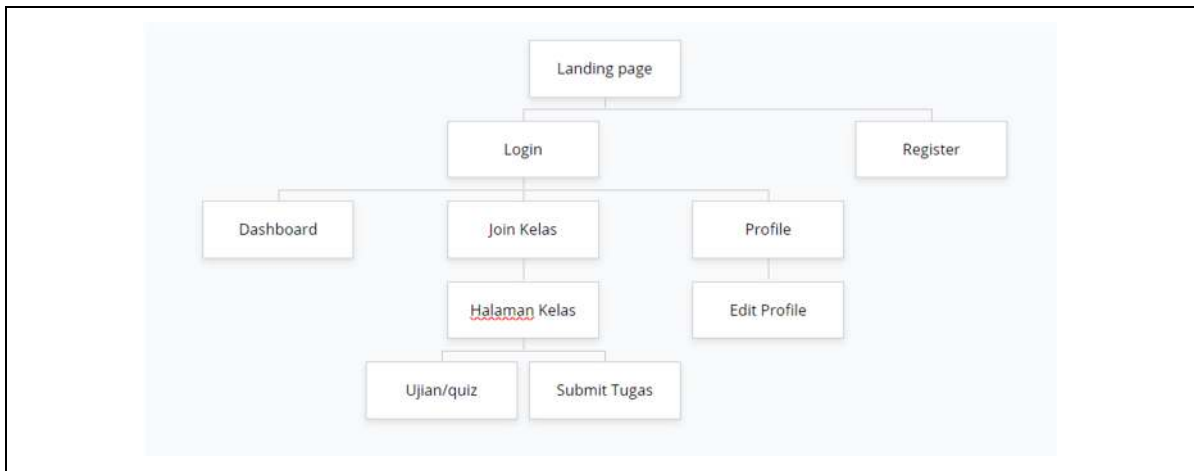 Landing page
Login
Register
Dashboard
Join Kelas
Profile
Halaman Kelas
Edit Profile
Ujian/quiz
Submit Tugas